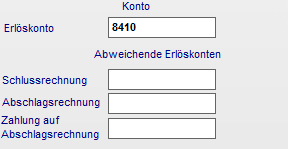 Konto
Erlöskonto 8410
Abweichende Erlöskonten
Schlussrechnung
Abschlagsrechnung
Zahlung auf
Abschlagsrechnung